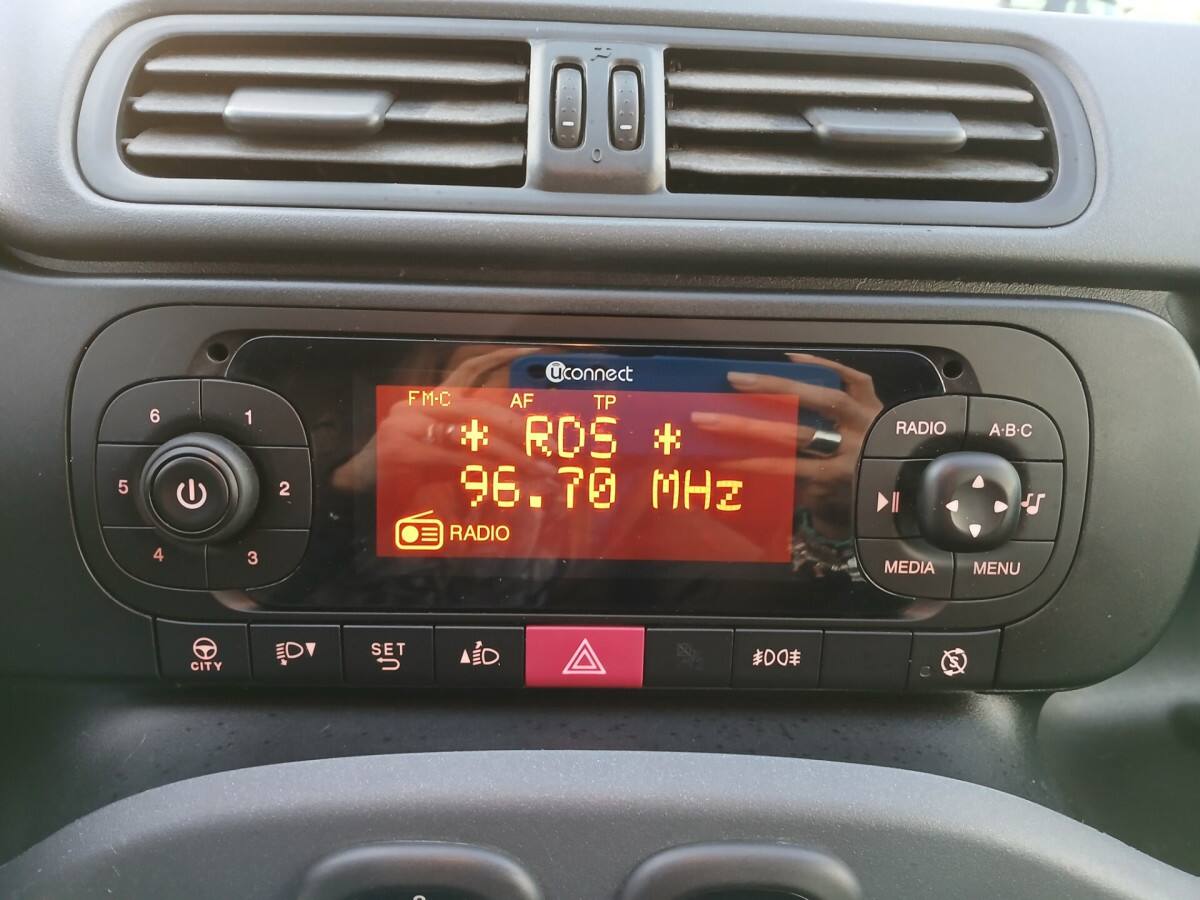 0
uconnect
FM-C AF TP
* RDS *
96.70 MHz
RADIO
6 1
5 2
4 3
RADIO A·B·C
MEDIA MENU
CITY
SET